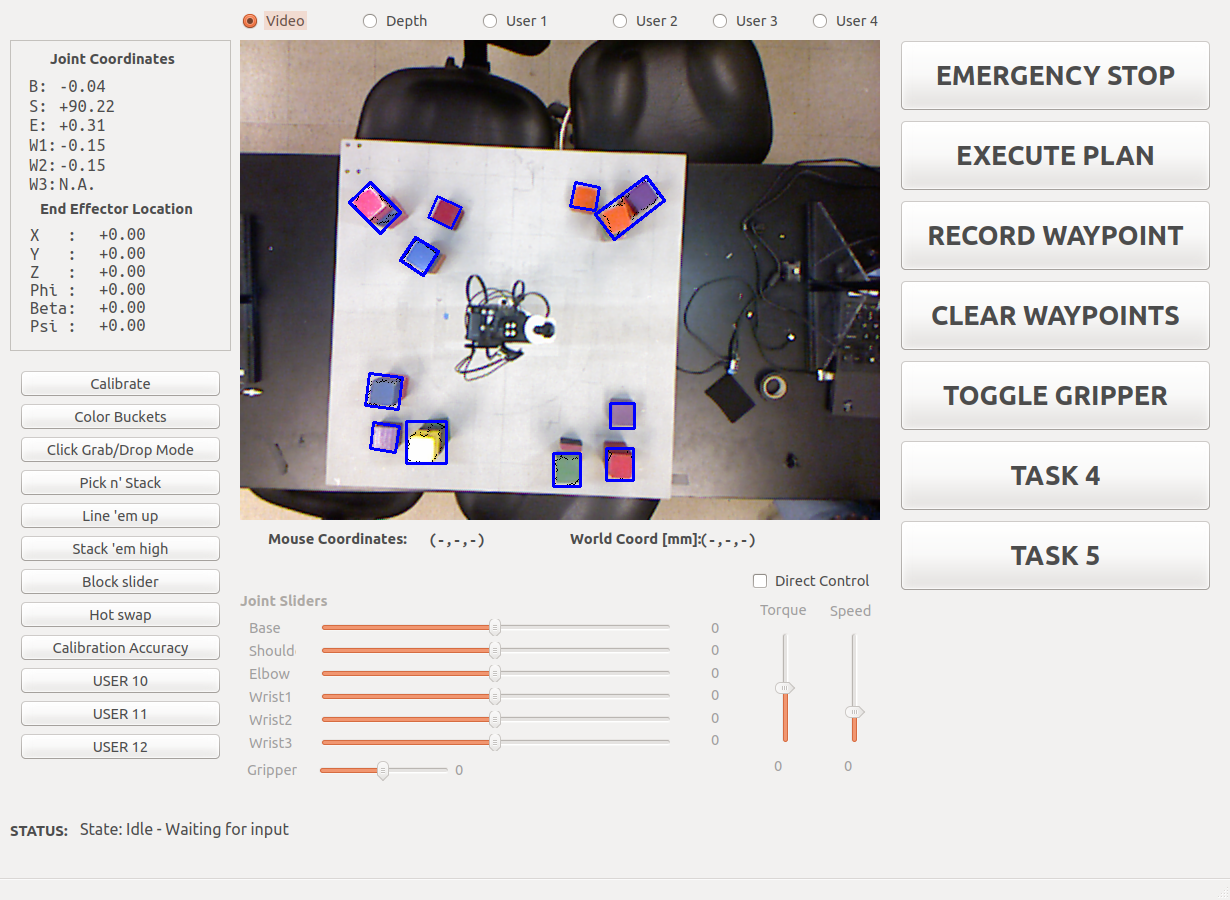 Video Depth User 1 User 2 User 3 User 4
Joint Coordinates
B: -0.04
S: +90.22
E: +0.31
W1:-0.15
W2:-0.15
W3:N.A.
End Effector Location
X : +0.00
Y : +0.00
Z : +0.00
Phi : +0.00
Beta: +0.00
Psi : +0.00
Calibrate
Color Buckets
Click Grab/Drop Mode
Pick n' Stack
Line 'em up
Stack 'em high
Block slider
Hot swap
Calibration Accuracy
USER 10
USER 11
USER 12
Mouse Coordinates: (-,-,-) World Coord [mm]:(-,-,-)
Direct Control
Joint Sliders
Torque Speed
Base 0
Should 0
Elbow 0
Wrist1 0
Wrist2 0
Wrist3 0
Gripper 0
0 0
EMERGENCY STOP
EXECUTE PLAN
RECORD WAYPOINT
CLEAR WAYPOINTS
TOGGLE GRIPPER
TASK 4
TASK 5
STATUS: State: Idle - Waiting for input